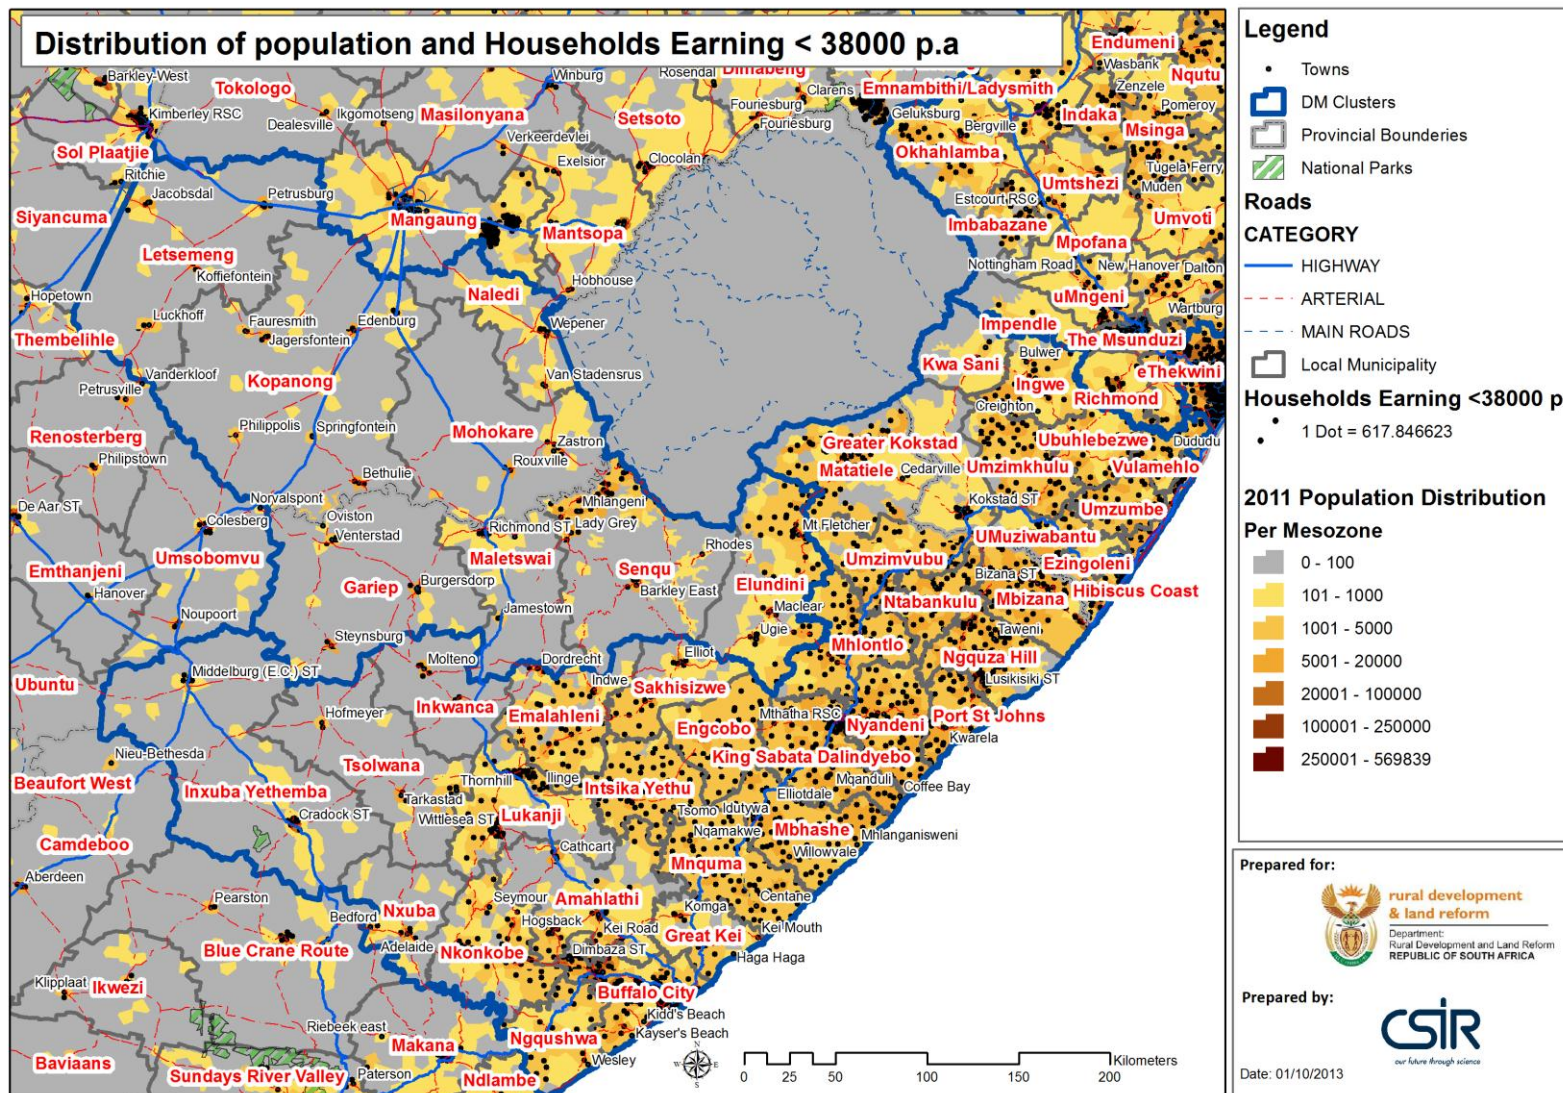 Distribution of population and Households Earning < 38000 p.a
Barkley-West
Tokologo
Winburg
Rosendal
Dihlabeng
Clarens
Endumeni
Wasbank
Nqutu
Zenzele
Kimberley RSC
Dealesville
Ikgomotseng
Masilonyana
Setsoto
Fouriesburg
Fouriesburg
Emnambithi/Ladysmith
Geluksburg
Bergville
Indaka
Pomeroy
Msinga
Verkeerdevlei
Sol Plaatjie
Exelsior
Clocolan
Okhahlamba
Tugela Ferry
Ritchie
Jacobsdal
Petrusburg
Umtshezi
Muden
Siyancuma
Mangaung
Mantsopa
Estcourt RSC
Imbabazane
Umvoti
Letsemeng
Mpofana
Koffiefontein
Hobhouse
Nottingham Road
New Hanover
Dalton
Hopetown
Naledi
uMngeni
Luckhoff
Fauresmith
Edenburg
Wepener
Wartburg
Thembelihle
Jagersfontein
Impendle
The Msunduzi
Vanderkloof
Kopanong
Van Stadensrus
Kwa Sani
Bulwer
eThekwini
Petrusville
Ingwe
Richmond
Creighton
Renosterberg
Philippolis
Springfontein
Mohokare
Zastron
Greater Kokstad
Ubuhlebezwe
Dududu
Philipstown
Rouxville
Matatiele
Cedarville
Umzimkhulu
Vulamehlo
Bethulie
De Aar ST
Norvalspont
Mhlangeni
Kokstad ST
Umzumbe
Colesberg
Oviston
Richmond ST
Lady Grey
Mt Fletcher
Venterstad
UMuziwabantu
Umsobomvu
Maletswai
Rhodes
Umzimvubu
Emthanjeni
Gariep
Burgersdorp
Senqu
Elundini
Bizana ST
Ezingoleni
Hanover
Barkley East
Ntabankulu
Mbizana
Hibiscus Coast
Noupoort
Jamestown
Maclear
Taweni
Steynsburg
Ugie
Mhlontlo
Ngquza Hill
Middelburg (E.C.) ST
Molteno
Dordrecht
Elliot
Lusikisiki ST
Ubuntu
Indwe
Sakhisizwe
Hofmeyer
Inkwanca
Emalahleni
Engcobo
Mthatha RSC
Nyandeni
Port St Johns
Kwarela
Nieu-Bethesda
Tsolwana
King Sabata Dalindyebo
Beaufort West
Inxuba Yethemba
Thornhill
Ilinge
Intsika Yethu
Mqanduli
Coffee Bay
Tarkastad
Elliotdale
Cradock ST
Wittlesea ST
Lukanji
Tsomo
Idutywa
Camdeboo
Nqamakwe
Mbhashe
Mhlanganisweni
Cathcart
Mnquma
Willowvale
Aberdeen
Pearston
Seymour
Amahlathi
Centane
Bedford
Nxuba
Hogsback
Komga
Kei Mouth
Kei Road
Great Kei
Blue Crane Route
Adelaide
Nkonkobe
Dimbaza ST
Haga Haga
Klipplaat
Ikwezi
Buffalo City
Kidd's Beach
Riebeek east
Kayser's Beach
Makana
Ngqushwa
Baviaans
Wesley
Sundays River Valley
Paterson
Ndlambe
N
W
E
S
0
25
50
100
150
200
Kilometers
Legend
Towns
DM Clusters
Provincial Bounderies
National Parks
Roads
CATEGORY
HIGHWAY
ARTERIAL
MAIN ROADS
Local Municipality
Households Earning <38000 p
1 Dot = 617.846623
2011 Population Distribution
Per Mesozone
0 - 100
101 - 1000
1001 - 5000
5001 - 20000
20001 - 100000
100001 - 250000
250001 - 569839
Prepared for:
rural development
& land reform
Department:
Rural Development and Land Reform
REPUBLIC OF SOUTH AFRICA
Prepared by:
CSIR
our future through science
Date: 01/10/2013